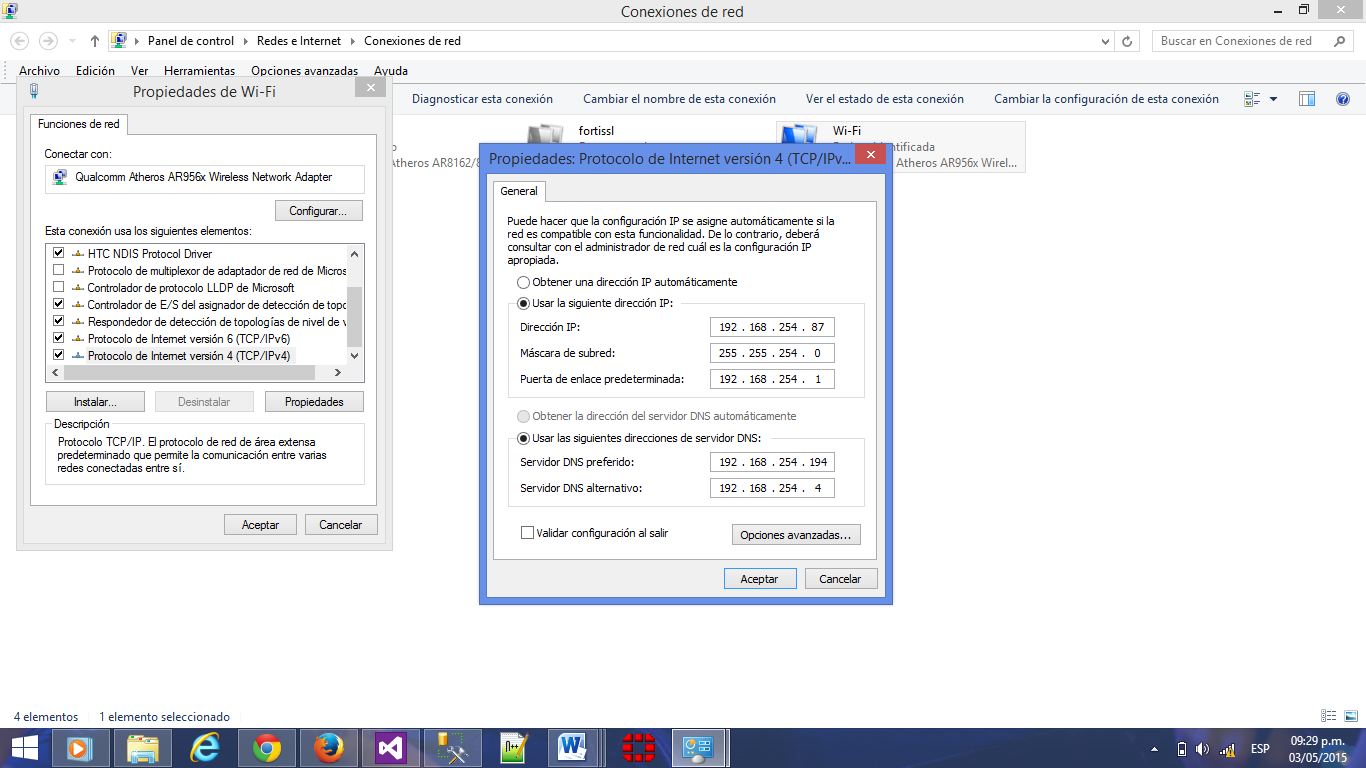 Conexiones de red
Panel de control
Redes e Internet
Conexiones de red
Buscar en Conexiones de red
Archivo Edición Ver Herramientas Opciones avanzadas Ayuda
Diagnosticar esta conexión Cambiar el nombre de esta conexión Ver el estado de esta conexión Cambiar la configuración de esta conexión
fortissl
Wi-Fi
Atheros AR8162/8
Atheros AR956x Wirel...
Propiedades de Wi-Fi
Funciones de red
Conectar con:
Qualcomm Atheros AR956x Wireless Network Adapter
Configurar...
Esta conexión usa los siguientes elementos:
HTC NDIS Protocol Driver
Protocolo de multiplexor de adaptador de red de Micros
Controlador de protocolo LLDP de Microsoft
Controlador de E/S del asignador de detección de topo
Respondedor de detección de topologías de nivel de v
Protocolo de Internet versión 6 (TCP/IPv6)
Protocolo de Internet versión 4 (TCP/IPv4)
Instalar... Desinstalar Propiedades
Descripción
Protocolo TCP/IP. El protocolo de red de área extensa
predeterminado que permite la comunicación entre varias
redes conectadas entre sí.
Aceptar Cancelar
Propiedades: Protocolo de Internet versión 4 (TCP/IPv...
General
Puede hacer que la configuración IP se asigne automáticamente si la
red es compatible con esta funcionalidad. De lo contrario, deberá
consultar con el administrador de red cuál es la configuración IP
apropiada.
Obtener una dirección IP automáticamente
Usar la siguiente dirección IP:
Dirección IP: 192 . 168 . 254 . 87
Máscara de subred: 255 . 255 . 254 . 0
Puerta de enlace predeterminada: 192 . 168 . 254 . 1
Obtener la dirección del servidor DNS automáticamente
Usar las siguientes direcciones de servidor DNS:
Servidor DNS preferido: 192 . 168 . 254 . 194
Servidor DNS alternativo: 192 . 168 . 254 . 4
Validar configuración al salir
Opciones avanzadas...
Aceptar Cancelar
4 elementos 1 elemento seleccionado
ESP
09:29 p.m.
03/05/2015